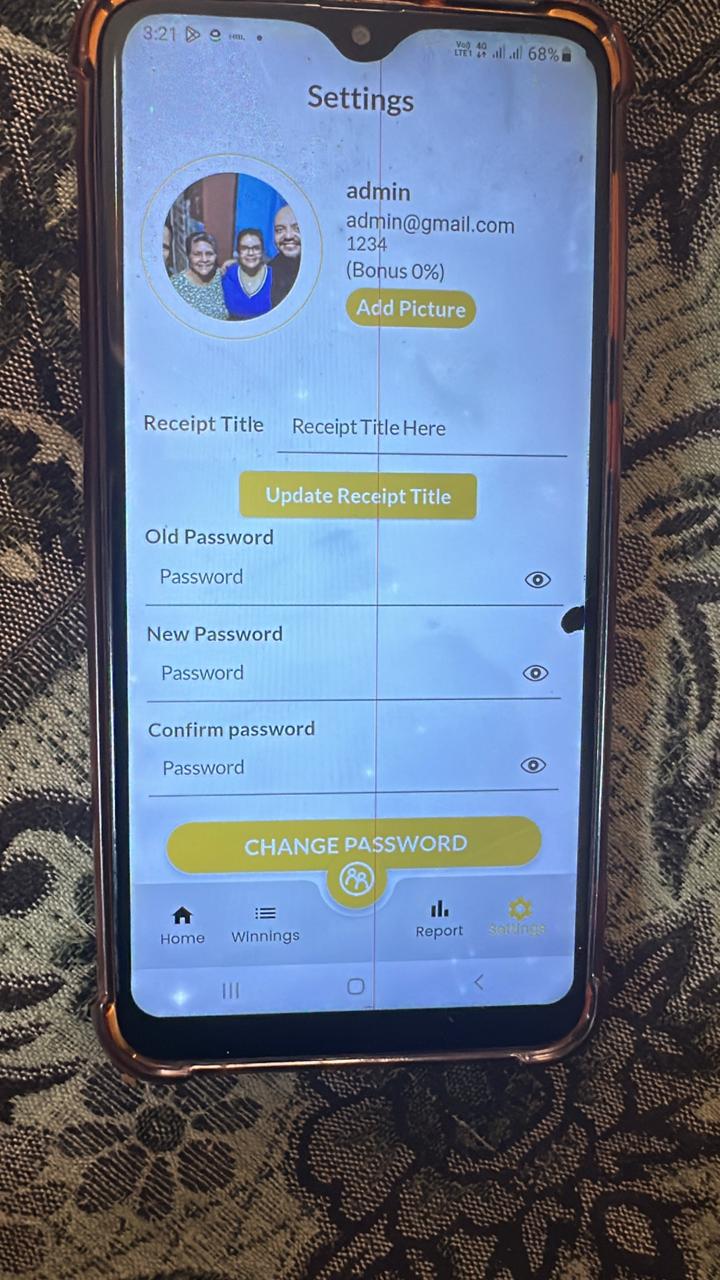 3:21
VoD 4G
LTE1 68%
Settings
admin
admin@gmail.com
1234
(Bonus 0%)
Add Picture
Receipt Title Receipt Title Here
Update Receipt Title
Old Password
Password
New Password
Password
Confirm password
Password
CHANGE PASSWORD
Home Winnings Report Settings